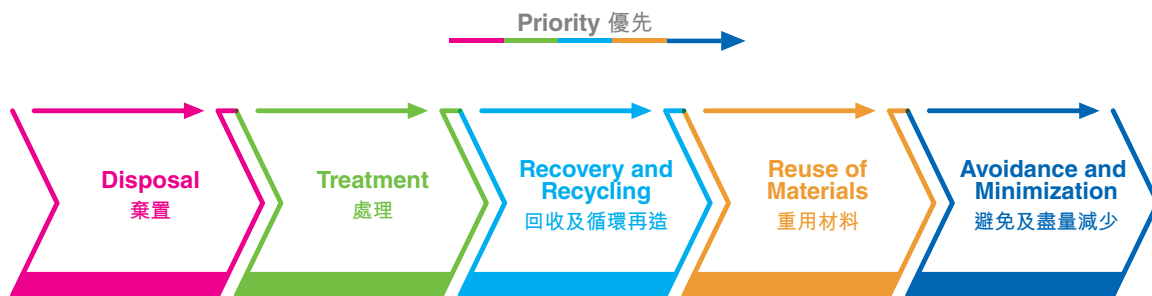 Priority 優先
Disposal
棄置
Treatment
處理
Recovery and
Recycling
回收及循環再造
Reuse of
Materials
重用材料
Avoidance and
Minimization
避免及盡量減少